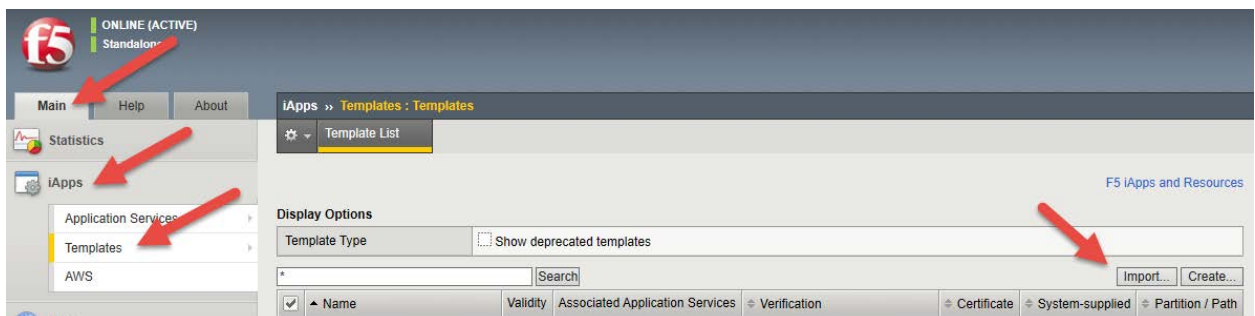 f5
ONLINE (ACTIVE)
Standalone
Main Help About
iApps » Templates : Templates
Statistics
Template List
iApps
F5 iApps and Resources
Application Services
Display Options
Templates
Template Type Show deprecated templates
AWS
* Search Import... Create...
Name Validity Associated Application Services Verification Certificate System-supplied Partition / Path